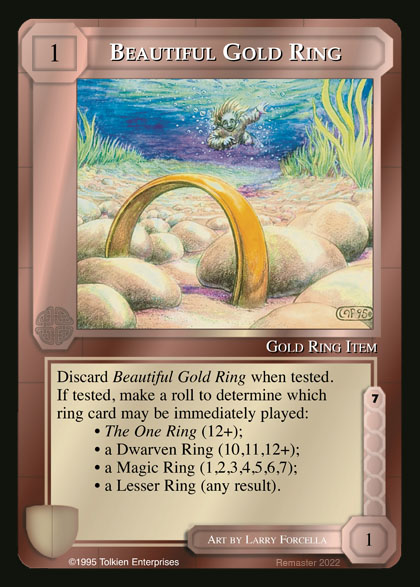 1
BEAUTIFUL GOLD RING
GOLD RING ITEM
Discard Beautiful Gold Ring when tested.
If tested, make a roll to determine which
ring card may be immediately played:
• The One Ring (12+);
• a Dwarven Ring (10,11,12+);
• a Magic Ring (1,2,3,4,5,6,7);
• a Lesser Ring (any result).
7
ART BY LARRY FORCELLA
1
©1995 Tolkien Enterprises
Remaster 2022